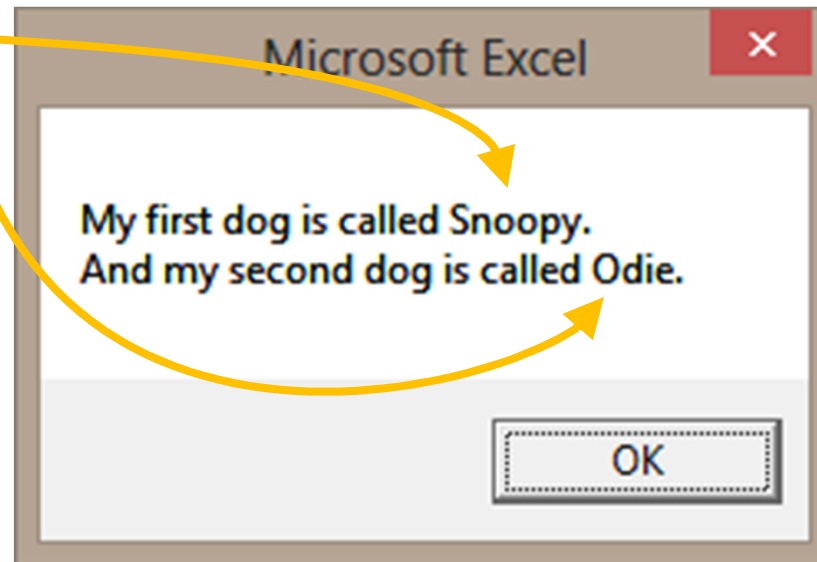 Microsoft Excel
My first dog is called Snoopy.
And my second dog is called Odie.
OK